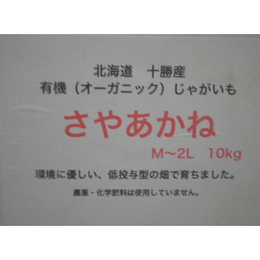 北海道 十勝産
有機(オーガニック)じゃがいも
さやあかね
M〜2L 10kg
環境に優しい、低投与型の畑で育ちました。
農薬・化学肥料は使用していません。